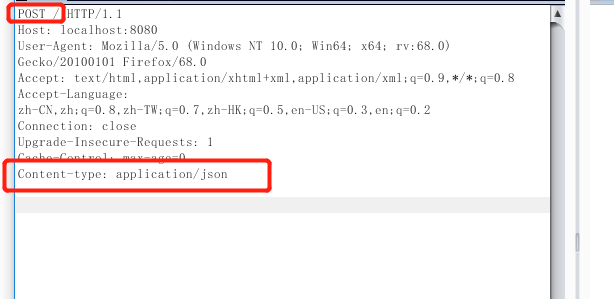 POST / HTTP/1.1
Host: localhost:8080
User-Agent: Mozilla/5.0 (Windows NT 10.0; Win64; x64; rv:68.0)
Gecko/20100101 Firefox/68.0
Accept: text/html,application/xhtml+xml,application/xml;q=0.9,*/*;q=0.8
Accept-Language:
zh-CN,zh;q=0.8,zh-TW;q=0.7,zh-HK;q=0.5,en-US;q=0.3,en;q=0.2
Connection: close
Upgrade-Insecure-Requests: 1
Cache-Control: max-age=0
Content-type: application/json